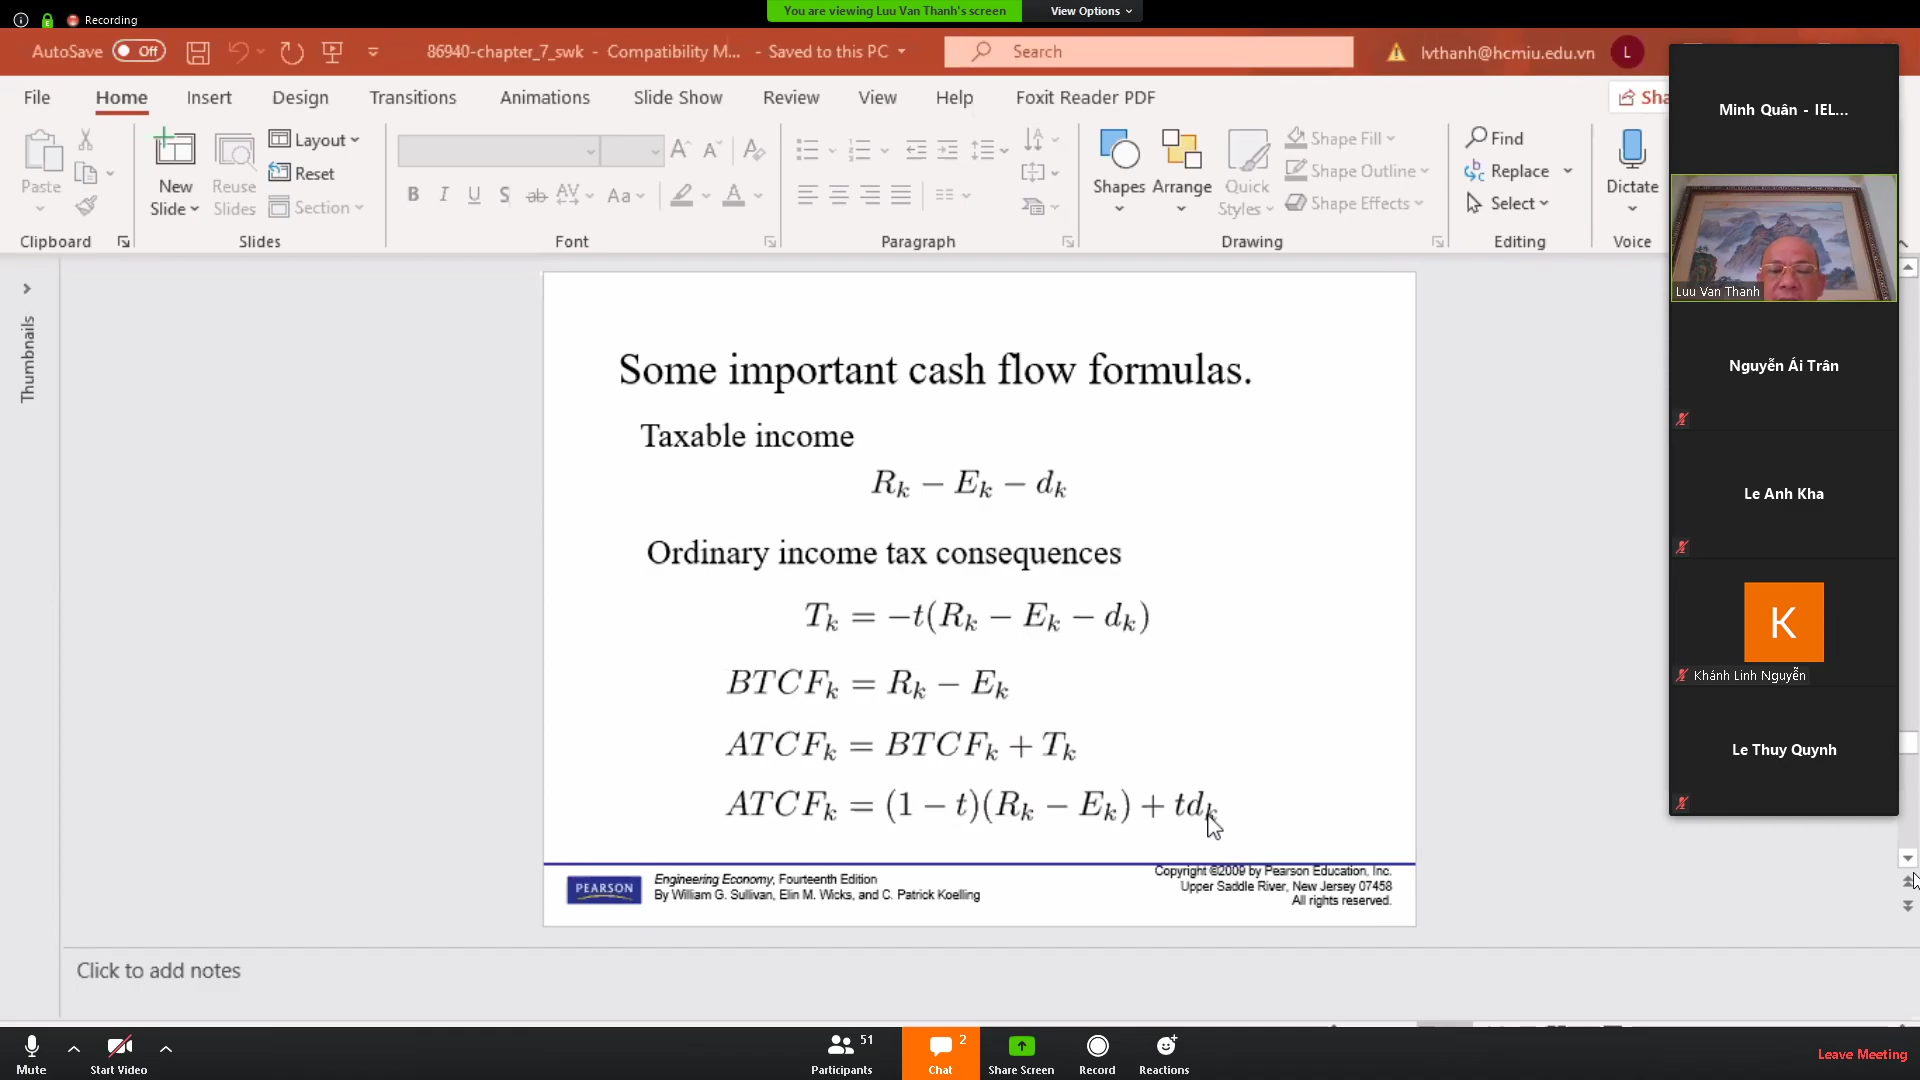 Recording
You are viewing Luu Van Thanh's screen
View Options
AutoSave Off
86940-chapter_7_swk - Compatibility M... - Saved to this PC
Search
lvthanh@hcmiu.edu.vn
L
File Home Insert Design Transitions Animations Slide Show Review View Help Foxit Reader PDF
Sha
Paste
New
Slide
Reuse
Slides
Layout
Reset
Section
B I U S ab AV Aa A
Shapes
Arrange
Quick
Styles
Shape Fill
Shape Outline
Shape Effects
Find
Replace
Select
Dictate
Clipboard Slides Font Paragraph Drawing Editing Voice
Thumbnails
Some important cash flow formulas.
Taxable income
Rₖ − Eₖ − dₖ
Ordinary income tax consequences
Tₖ = −t(Rₖ − Eₖ − dₖ)
BTCFₖ = Rₖ − Eₖ
ATCFₖ = BTCFₖ + Tₖ
ATCFₖ = (1 − t)(Rₖ − Eₖ) + tdₖ
PEARSON
Engineering Economy, Fourteenth Edition
By William G. Sullivan, Elin M. Wicks, and C. Patrick Koelling
Copyright ©2009 by Pearson Education, Inc.
Upper Saddle River, New Jersey 07458
All rights reserved.
Click to add notes
Minh Quân - IEL...
Luu Van Thanh
Nguyễn Ái Trân
Le Anh Kha
K
Khánh Linh Nguyễn
Le Thuy Quynh
Mute
Start Video
51
Participants
2
Chat
Share Screen
Record
Reactions
Leave Meeting